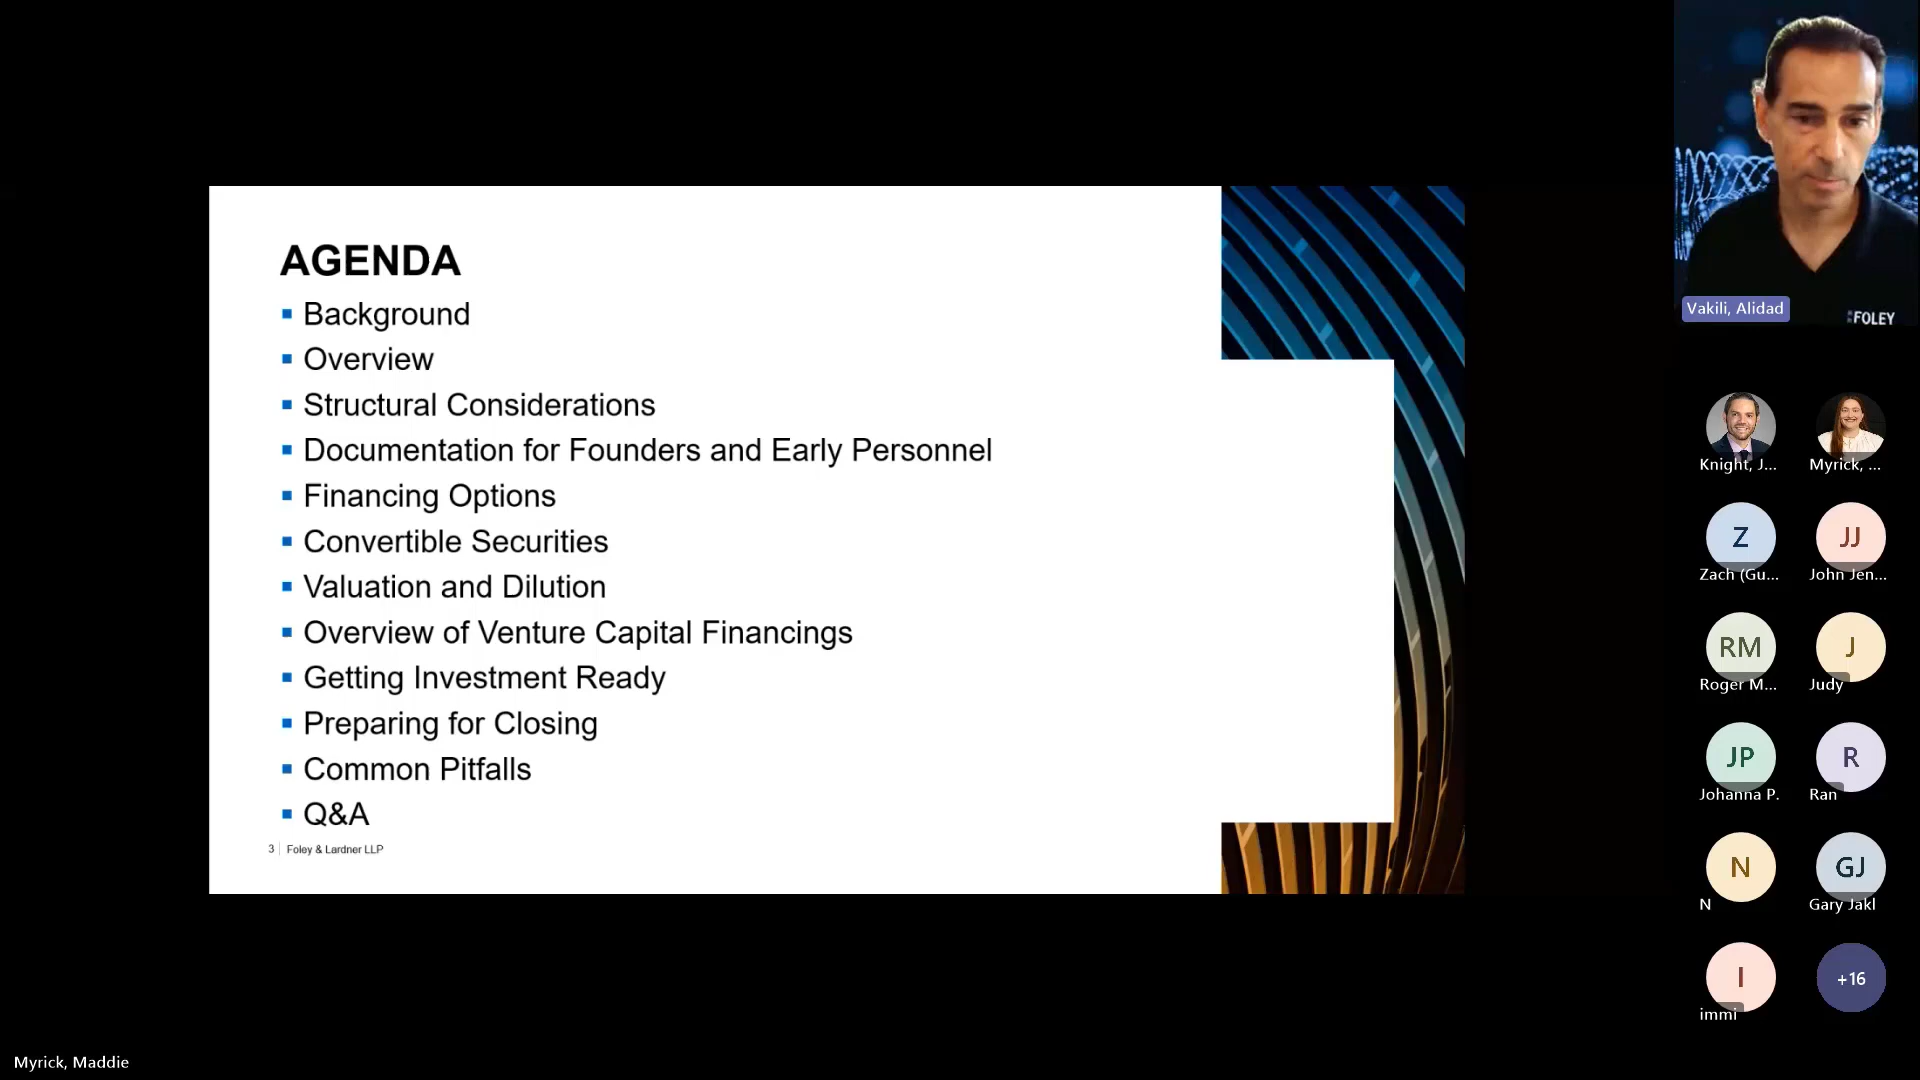 AGENDA
Background
Overview
Structural Considerations
Documentation for Founders and Early Personnel
Financing Options
Convertible Securities
Valuation and Dilution
Overview of Venture Capital Financings
Getting Investment Ready
Preparing for Closing
Common Pitfalls
Q&A
3 Foley & Lardner LLP
Vakili, Alidad
FOLEY
Knight, J...
Myrick, ...
Z
Zach (Gu...
JJ
John Jen...
RM
Roger M...
J
Judy
JP
Johanna P.
R
Ran
N
N
GJ
Gary Jakl
I
immi
+16
Myrick, Maddie